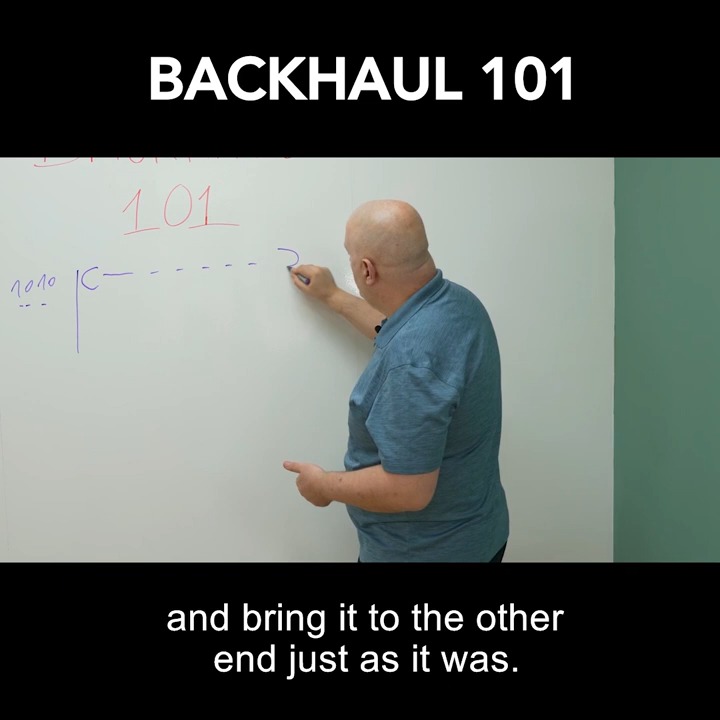 BACKHAUL 101
101
1010
and bring it to the other
end just as it was.